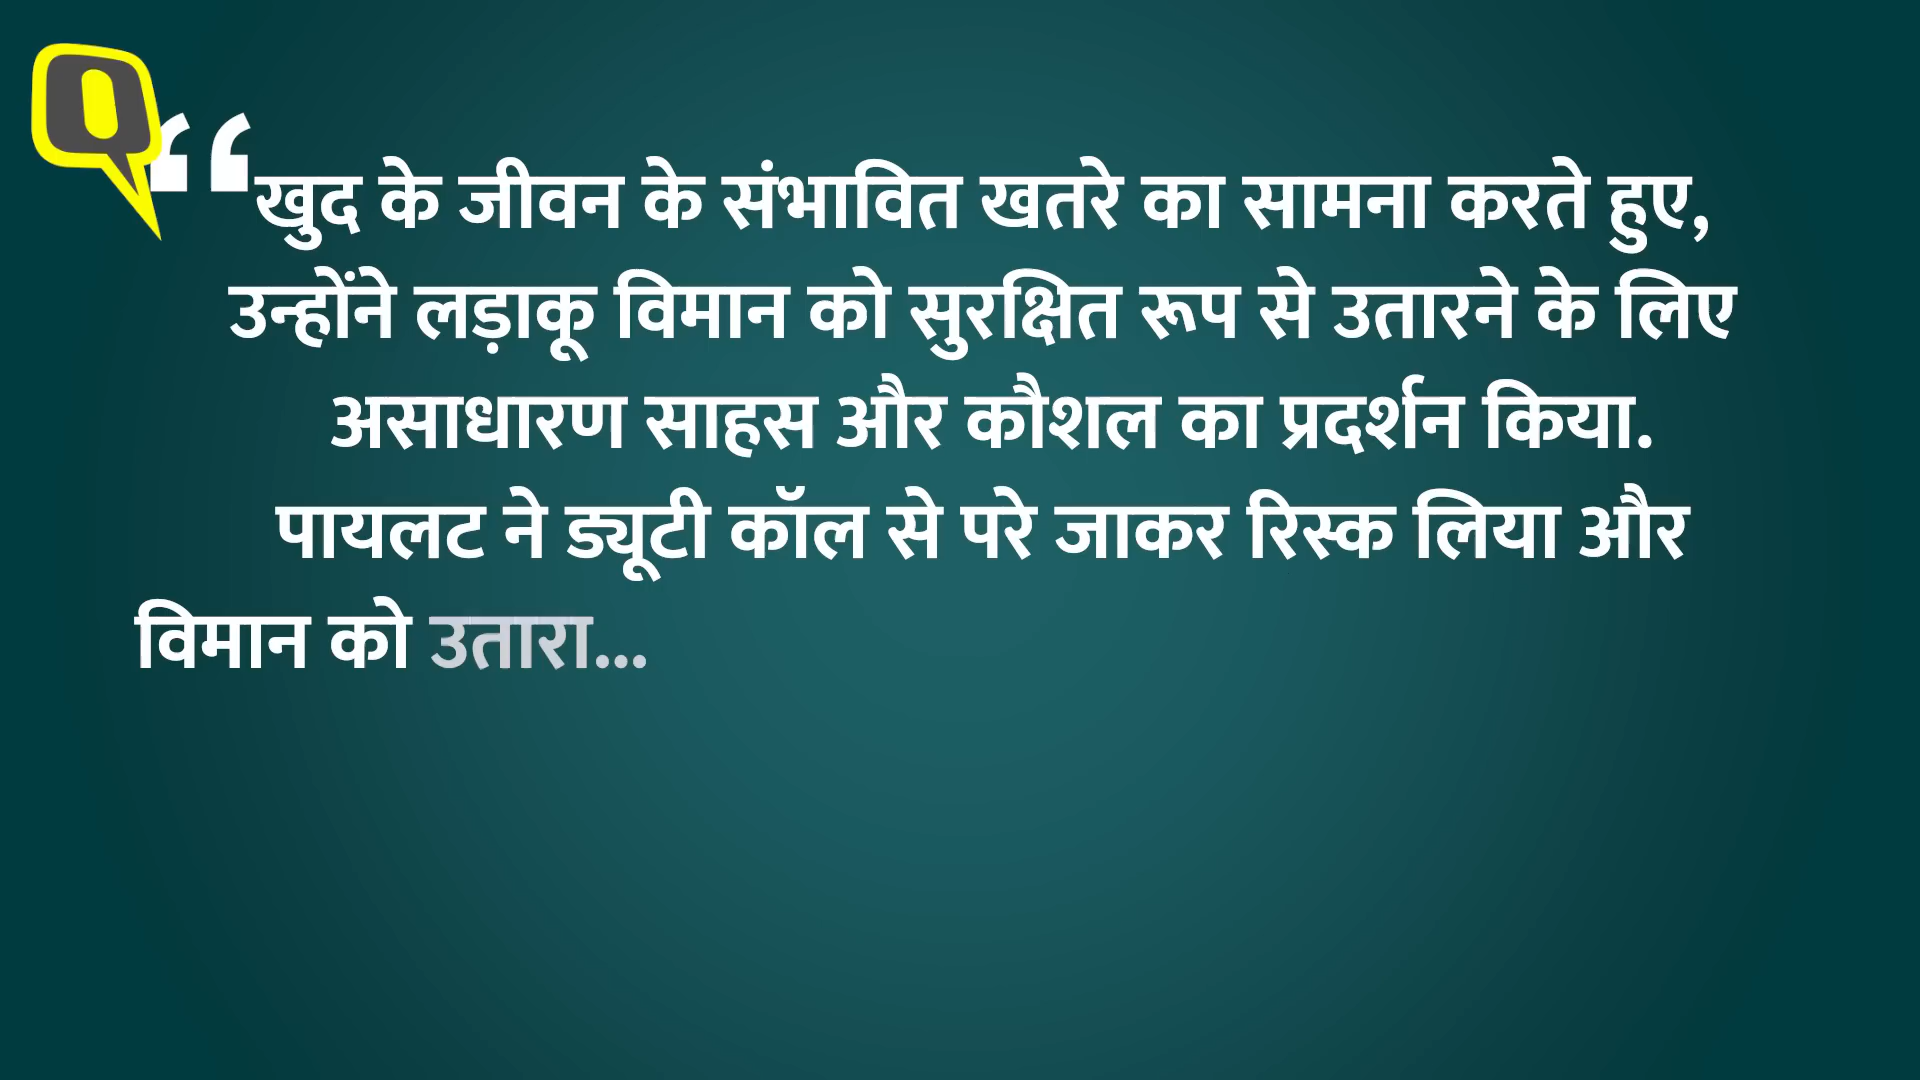 “खुद के जीवन के संभावित खतरे का सामना करते हुए,
उन्होंने लड़ाकू विमान को सुरक्षित रूप से उतारने के लिए
असाधारण साहस और कौशल का प्रदर्शन किया.
पायलट ने ड्यूटी कॉल से परे जाकर रिस्क लिया और
विमान को उतारा...